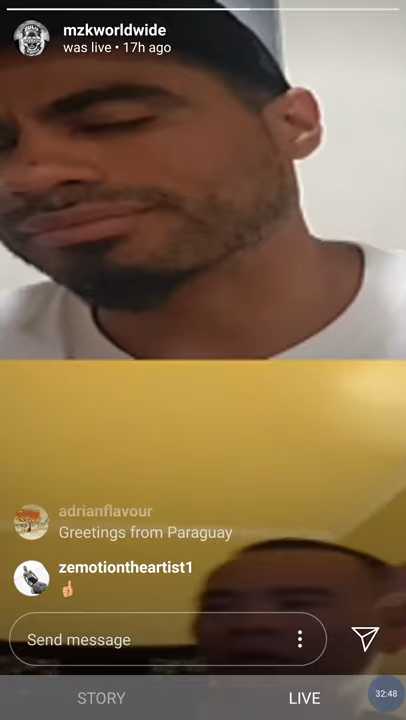 mzkworldwide
was live • 17h ago
adrianflavour
Greetings from Paraguay
zemotiontheartist1
👍🏼
Send message
STORY
LIVE
32:48